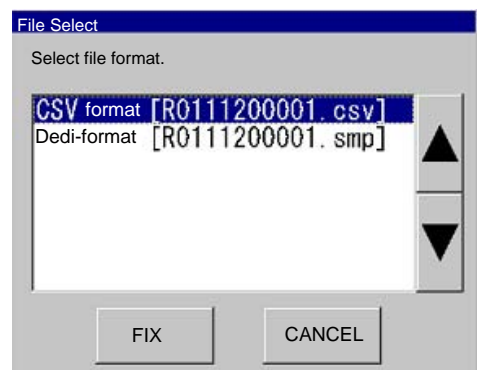 File Select
Select file format.
CSV format [R0111200001.csv]
Dedi-format [R0111200001.smp]
FIX
CANCEL